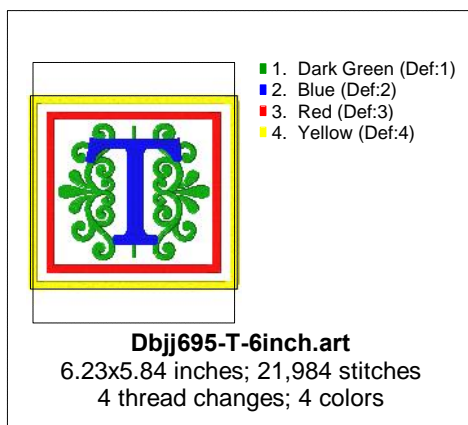 1. Dark Green (Def:1)
2. Blue (Def:2)
3. Red (Def:3)
4. Yellow (Def:4)
T
Dbjj695-T-6inch.art
6.23x5.84 inches; 21,984 stitches
4 thread changes; 4 colors